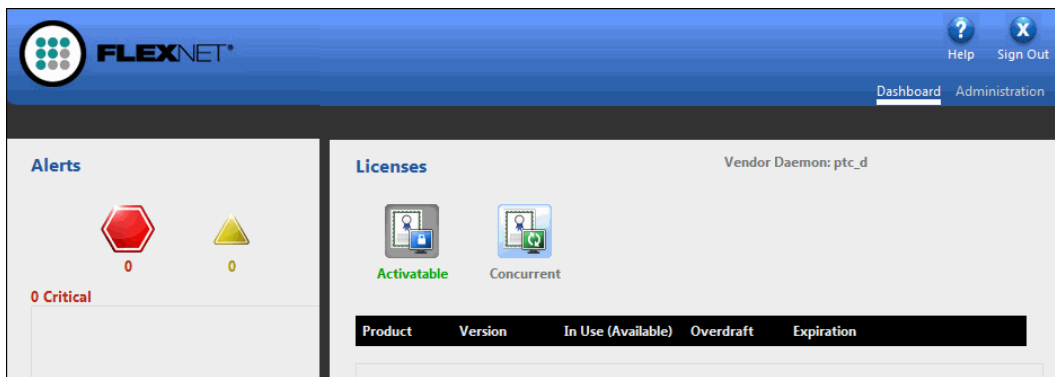 FLEXNET®
Help Sign Out
Dashboard Administration
Alerts
0 0
0 Critical
Licenses
Vendor Daemon: ptc_d
Activatable Concurrent
Product Version In Use (Available) Overdraft Expiration